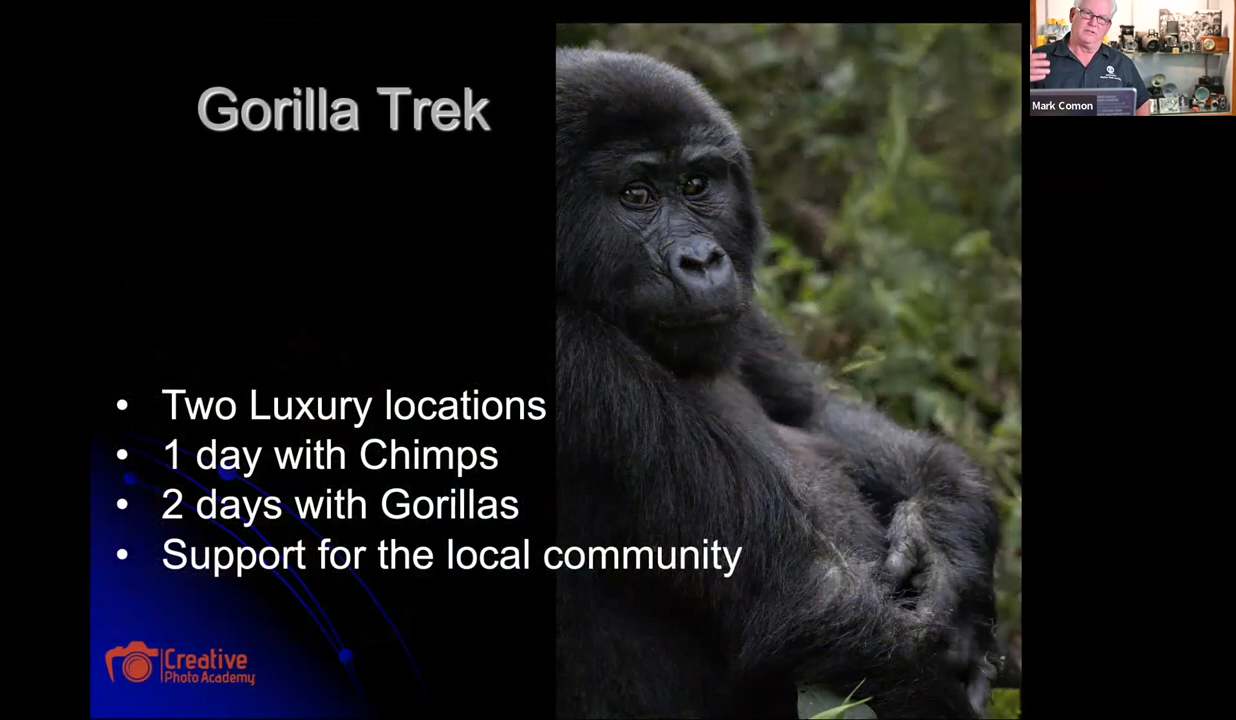 Gorilla Trek
Mark Comon
• Two Luxury locations
• 1 day with Chimps
• 2 days with Gorillas
• Support for the local community
Creative
Photo Academy